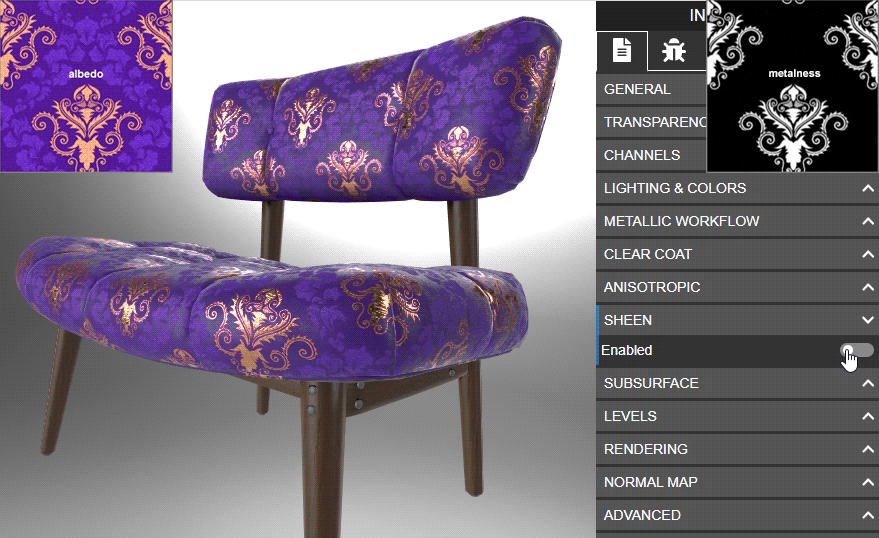 IN
albedo
metalness
GENERAL
TRANSPARENC
CHANNELS
LIGHTING & COLORS
METALLIC WORKFLOW
CLEAR COAT
ANISOTROPIC
SHEEN
Enabled
SUBSURFACE
LEVELS
RENDERING
NORMAL MAP
ADVANCED